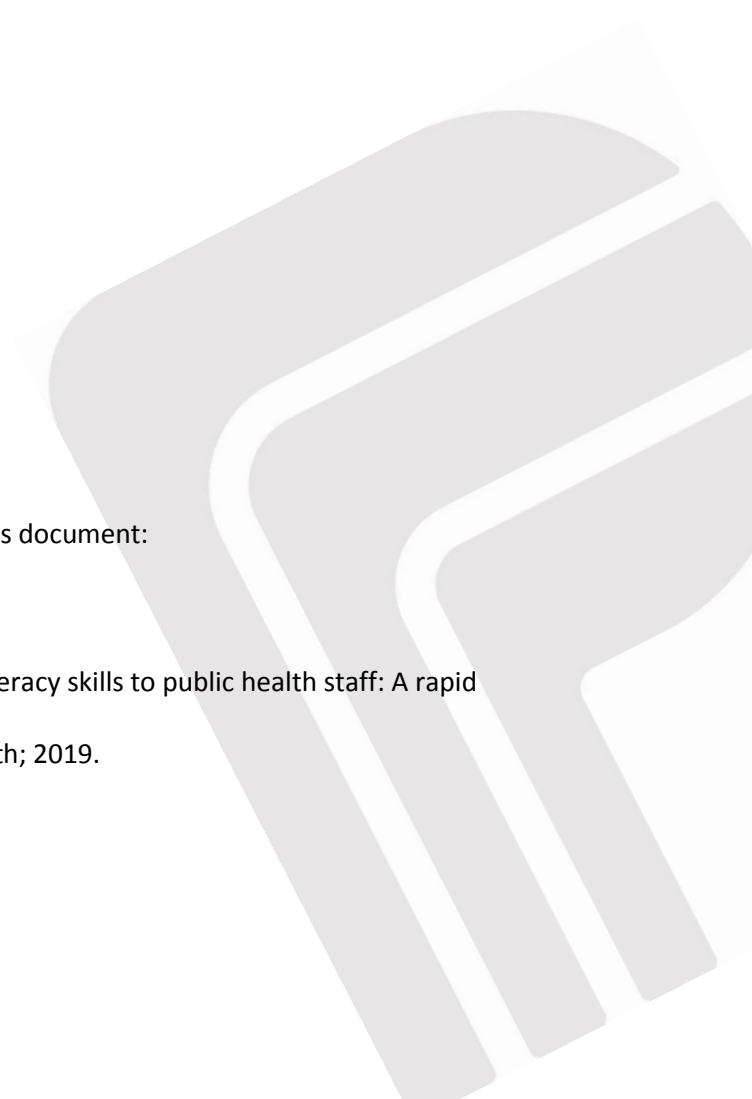 s document:
eracy skills to public health staff: A rapid
th; 2019.